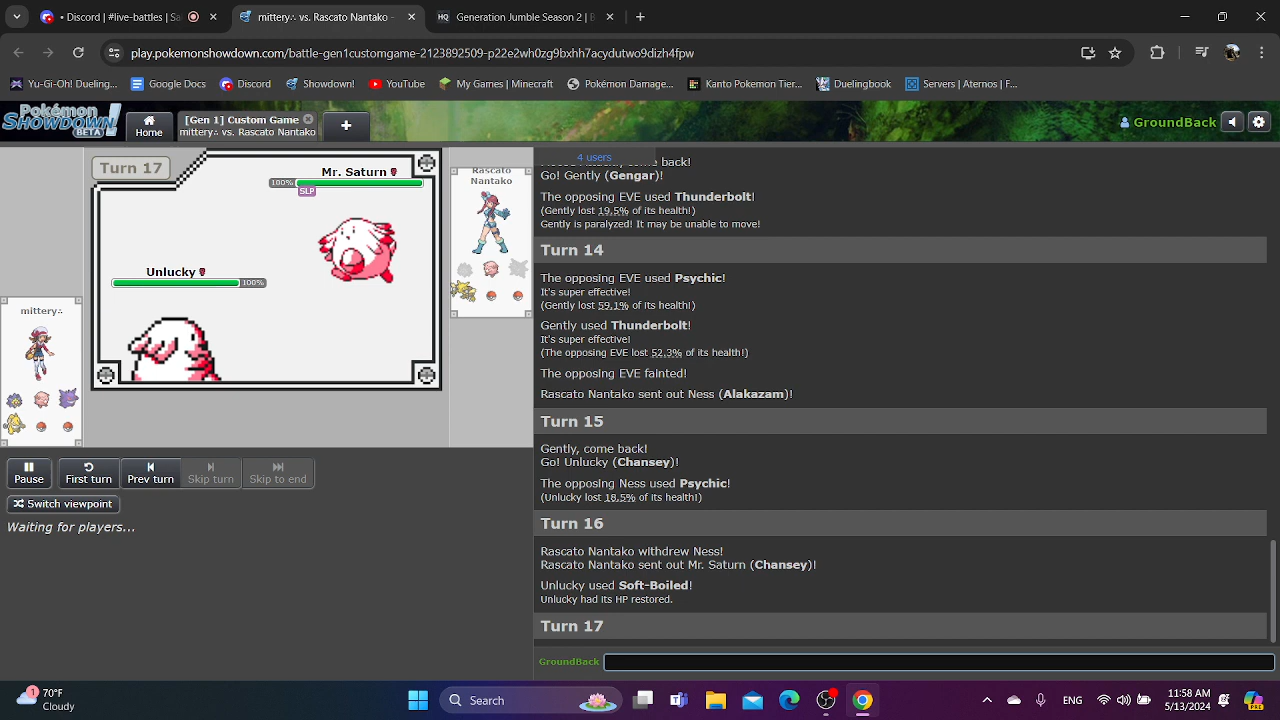 • Discord | #live-battles | Sa
mittery∴ vs. Rascato Nantako -
HQ Generation Jumble Season 2 | B
play.pokemonshowdown.com/battle-gen1customgame-2123892509-p22e2wh0zg9bxhh7acydutwo9dizh4fpw
Yu-Gi-Oh! Dueling...
Google Docs
Discord
Showdown!
YouTube
My Games | Minecraft
Pokémon Damage...
Kanto Pokemon Tier...
Duelingbook
Servers | Aternos | F...
Pokémon
Showdown!
BETA
Home
[Gen 1] Custom Game
mittery∴ vs. Rascato Nantako
GroundBack
Turn 17
Mr. Saturn
100%
SLP
Unlucky
100%
Rascato
Nantako
mittery∴
Pause
First turn
Prev turn
Skip turn
Skip to end
Switch viewpoint
Waiting for players...
4 users
back!
Go! Gently (Gengar)!
The opposing EVE used Thunderbolt!
(Gently lost 19.5% of its health!)
Gently is paralyzed! It may be unable to move!
Turn 14
The opposing EVE used Psychic!
It's super effective!
(Gently lost 53.1% of its health!)
Gently used Thunderbolt!
It's super effective!
(The opposing EVE lost 52.3% of its health!)
The opposing EVE fainted!
Rascato Nantako sent out Ness (Alakazam)!
Turn 15
Gently, come back!
Go! Unlucky (Chansey)!
The opposing Ness used Psychic!
(Unlucky lost 18.5% of its health!)
Turn 16
Rascato Nantako withdrew Ness!
Rascato Nantako sent out Mr. Saturn (Chansey)!
Unlucky used Soft-Boiled!
Unlucky had its HP restored.
Turn 17
GroundBack
1
70°F
Cloudy
Search
ENG
11:58 AM
5/13/2024
PRE